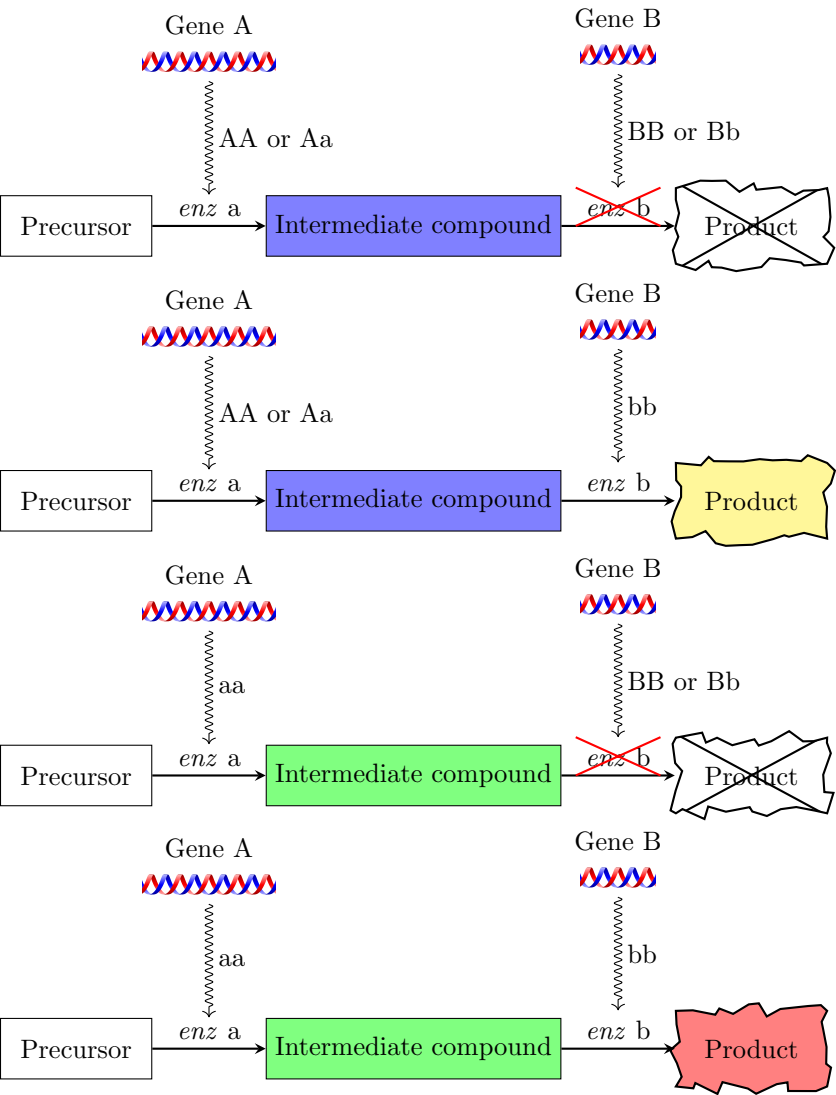 Gene A
Gene B
AA or Aa
BB or Bb
Precursor
enz a
Intermediate compound
enz b
Product
Gene A
Gene B
AA or Aa
bb
Precursor
enz a
Intermediate compound
enz b
Product
Gene A
Gene B
aa
BB or Bb
Precursor
enz a
Intermediate compound
enz b
Product
Gene A
Gene B
aa
bb
Precursor
enz a
Intermediate compound
enz b
Product